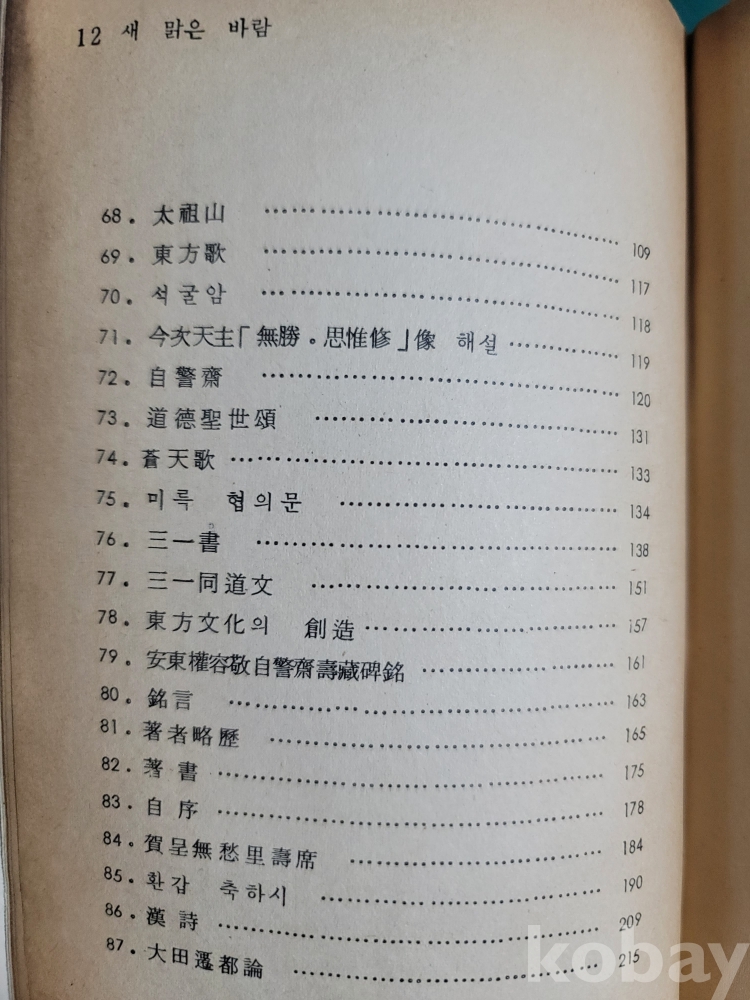 12 새 맑은 바람
68. 太祖山 109
69. 東方歌 117
70. 석굴암 118
71. 今次天主「無勝。思惟修」像 해설 119
72. 自警齋 120
73. 道德聖世頌 131
74. 蒼天歌 133
75. 미륵 협의문 134
76. 三一書 138
77. 三一同道文 151
78. 東方文化의 創造 157
79. 安東權容敬自警齋壽藏碑銘 161
80. 銘言 163
81. 著者略歷 165
82. 著書 175
83. 自序 178
84. 賀呈無愁里壽席 184
85. 환갑 축하시 190
86. 漢詩 209
87. 大田遷都論 215
kobay